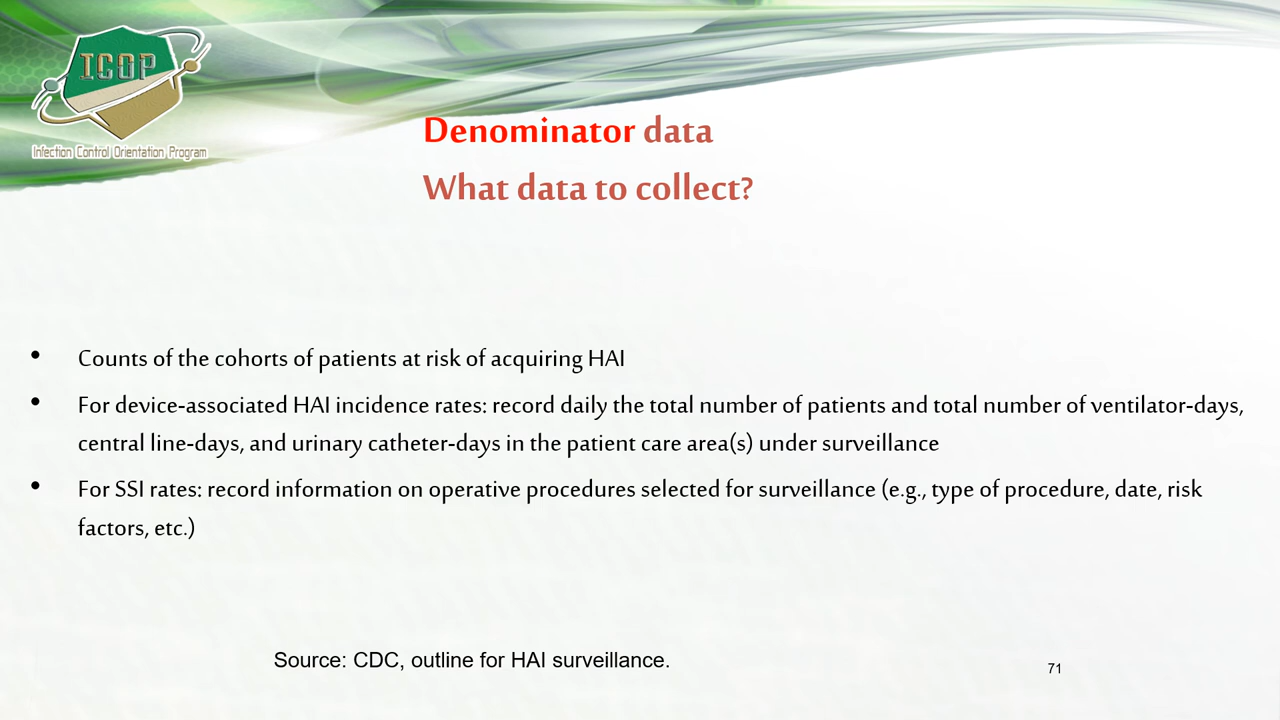 ICOP
Infection Control Orientation Program
Denominator data
What data to collect?
• Counts of the cohorts of patients at risk of acquiring HAI
• For device-associated HAI incidence rates: record daily the total number of patients and total number of ventilator-days,
central line-days, and urinary catheter-days in the patient care area(s) under surveillance
• For SSI rates: record information on operative procedures selected for surveillance (e.g., type of procedure, date, risk
factors, etc.)
Source: CDC, outline for HAI surveillance.
71